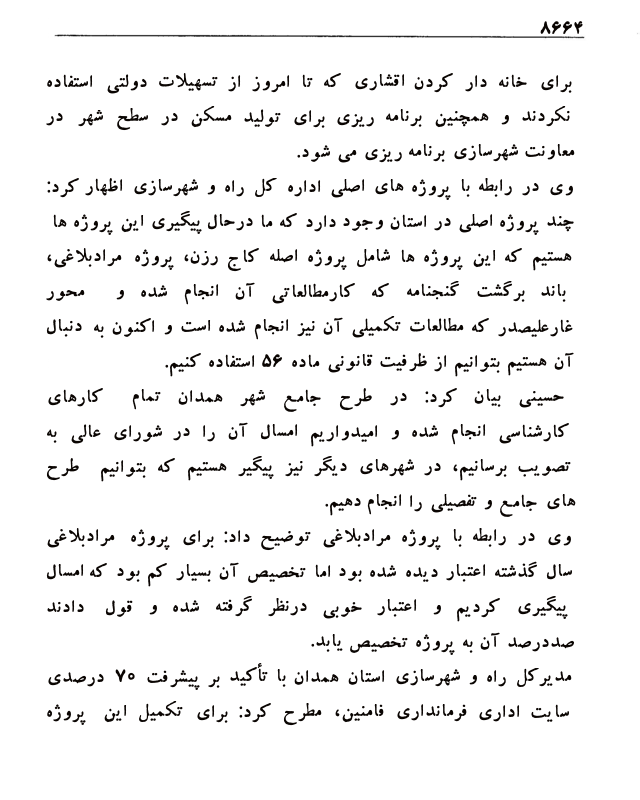 ۸۶۶۴
برای خانه دار کردن اقشاری که تا امروز از تسهیلات دولتی استفاده
نکردند و همچنین برنامه ریزی برای تولید مسکن در سطح شهر در
معاونت شهرسازی برنامه ریزی می شود.
وی در رابطه با پروژه های اصلی اداره کل راه و شهرسازی اظهار کرد:
چند پروژه اصلی در استان وجود دارد که ما درحال پیگیری این پروژه ها
هستیم که این پروژه ها شامل پروژه اصله کاج رزن، پروژه مرادبلاغی،
باند برگشت گنجنامه که کارمطالعاتی آن انجام شده و محور
غارعلیصدر که مطالعات تکمیلی آن نیز انجام شده است و اکنون به دنبال
آن هستیم بتوانیم از ظرفیت قانونی ماده ۵۶ استفاده کنیم.
حسینی بیان کرد: در طرح جامع شهر همدان تمام کارهای
کارشناسی انجام شده و امیدواریم امسال آن را در شورای عالی به
تصویب برسانیم، در شهرهای دیگر نیز پیگیر هستیم که بتوانیم طرح
های جامع و تفصیلی را انجام دهیم.
وی در رابطه با پروژه مرادبلاغی توضیح داد: برای پروژه مرادبلاغی
سال گذشته اعتبار دیده شده بود اما تخصیص آن بسیار کم بود که امسال
پیگیری کردیم و اعتبار خوبی درنظر گرفته شده و قول دادند
صددرصد آن به پروژه تخصیص یابد.
مدیرکل راه و شهرسازی استان همدان با تأکید بر پیشرفت ۷۰ درصدی
سایت اداری فرمانداری فامنین، مطرح کرد: برای تکمیل این پروژه